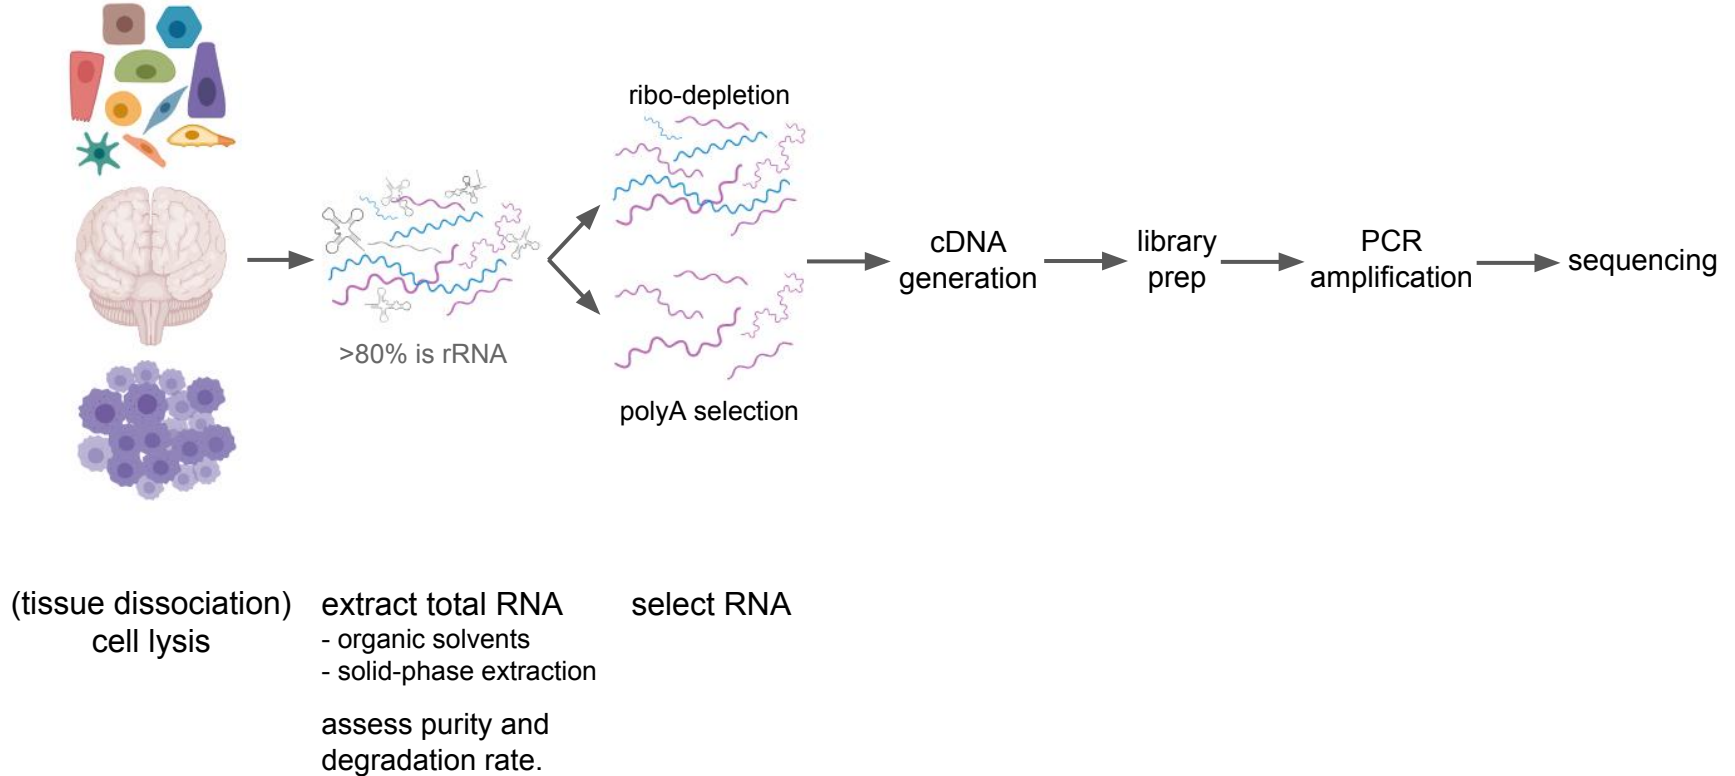 ribo-depletion
>80% is rRNA
polyA selection
cDNA
generation
library
prep
PCR
amplification
sequencing
(tissue dissociation)
cell lysis
extract total RNA
- organic solvents
- solid-phase extraction
assess purity and
degradation rate.
select RNA